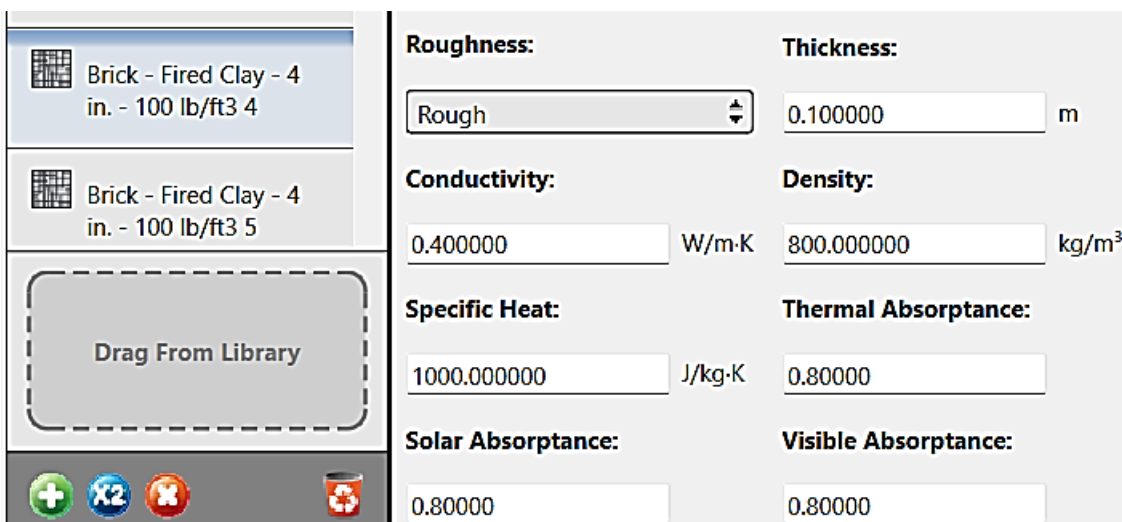 Brick - Fired Clay - 4
in. - 100 lb/ft3 4
Brick - Fired Clay - 4
in. - 100 lb/ft3 5
Drag From Library
X2
Roughness:
Thickness:
Rough
0.100000 m
Conductivity:
Density:
0.400000 W/m·K
800.000000 kg/m³
Specific Heat:
Thermal Absorptance:
1000.000000 J/kg·K
0.80000
Solar Absorptance:
Visible Absorptance:
0.80000
0.80000